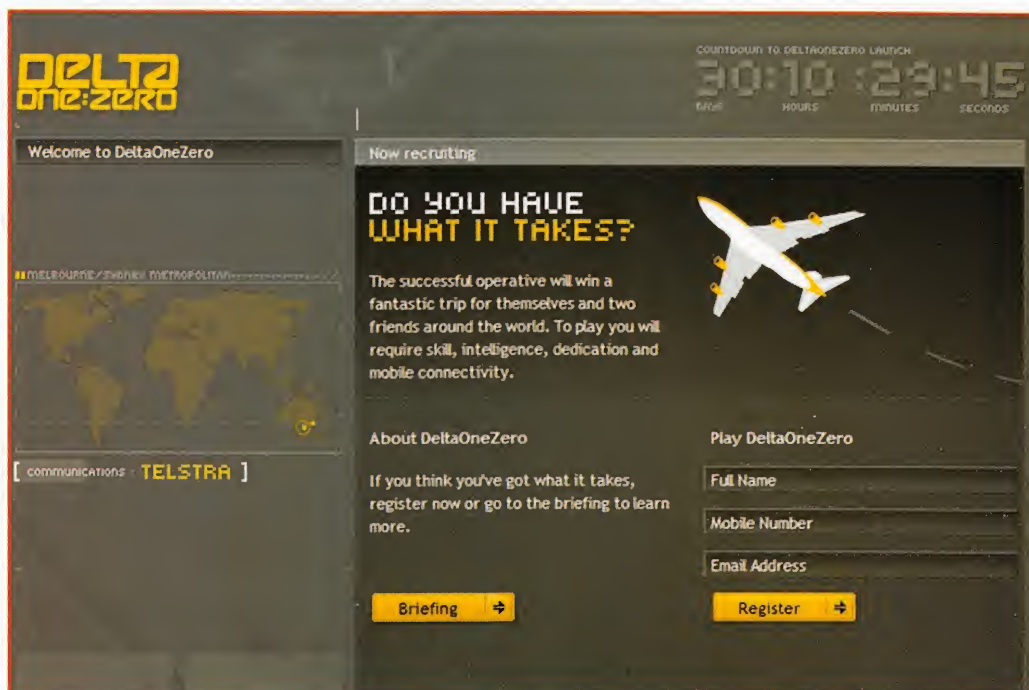 DELTA
ONE:ZERO
COUNTDOWN TO DELTAONEZERO LAUNCH
30:10:29:45
DAYS HOURS MINUTES SECONDS
Welcome to DeltaOneZero
MELBOURNE/SYDNEY METROPOLITAN
[ communications - TELSTRA ]
Now recruiting
DO YOU HAVE
WHAT IT TAKES?
The successful operative will win a
fantastic trip for themselves and two
friends around the world. To play you will
require skill, intelligence, dedication and
mobile connectivity.
About DeltaOneZero
If you think you've got what it takes,
register now or go to the briefing to learn
more.
Briefing
Play DeltaOneZero
Full Name
Mobile Number
Email Address
Register